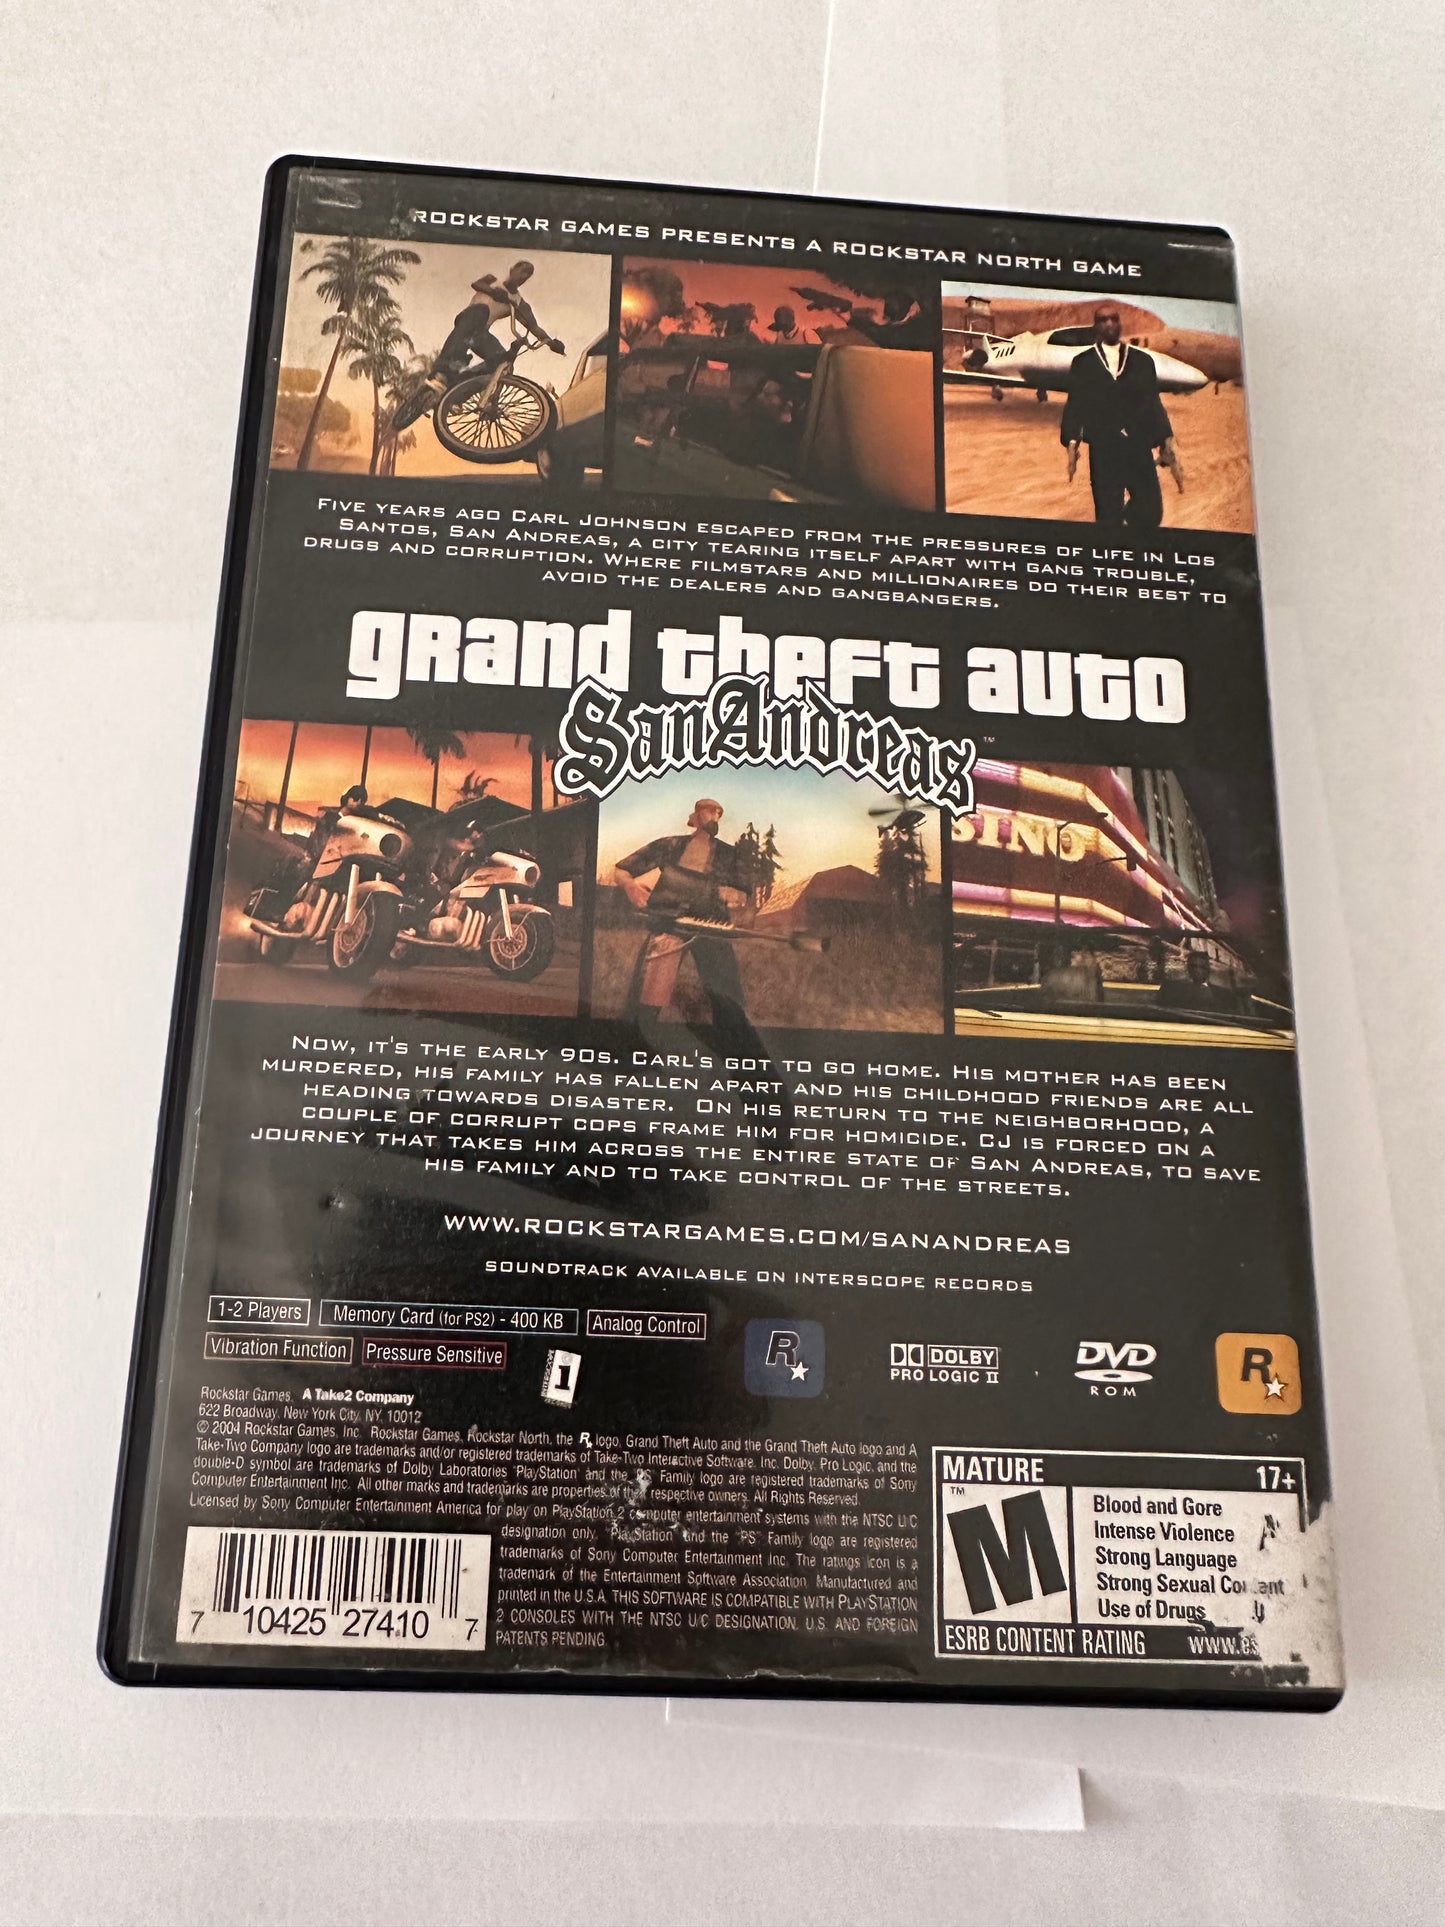 ROCKSTAR GAMES PRESENTS A ROCKSTAR NORTH GAME
FIVE YEARS AGO CARL JOHNSON ESCAPED FROM THE PRESSURES OF LIFE IN LOS
SANTOS, SAN ANDREAS, A CITY TEARING ITSELF APART WITH GANG TROUBLE,
DRUGS AND CORRUPTION. WHERE FILMSTARS AND MILLIONAIRES DO THEIR BEST TO
AVOID THE DEALERS AND GANGBANGERS.
grand theft auto
San Andreas™
SINO
NOW, IT'S THE EARLY 90S. CARL'S GOT TO GO HOME. HIS MOTHER HAS BEEN
MURDERED, HIS FAMILY HAS FALLEN APART AND HIS CHILDHOOD FRIENDS ARE ALL
HEADING TOWARDS DISASTER. ON HIS RETURN TO THE NEIGHBORHOOD, A
COUPLE OF CORRUPT COPS FRAME HIM FOR HOMICIDE. CJ IS FORCED ON A
JOURNEY THAT TAKES HIM ACROSS THE ENTIRE STATE OF SAN ANDREAS, TO SAVE
HIS FAMILY AND TO TAKE CONTROL OF THE STREETS.
WWW.ROCKSTARGAMES.COM/SANANDREAS
SOUNDTRACK AVAILABLE ON INTERSCOPE RECORDS
1-2 Players Memory Card (for PS2) - 400 KB Analog Control
Vibration Function Pressure Sensitive
INTERSCOPE 1
R
DOLBY
PRO LOGIC II
DVD
ROM
R
Rockstar Games, A Take2 Company
622 Broadway, New York City, NY, 10012
© 2004 Rockstar Games, Inc. Rockstar Games, Rockstar North, the R logo, Grand Theft Auto and the Grand Theft Auto logo and A
Take-Two Company logo are trademarks and/or registered trademarks of Take-Two Interactive Software, Inc. Dolby, Pro Logic, and the
double-D symbol are trademarks of Dolby Laboratories "PlayStation" and the "PS" Family logo are registered trademarks of Sony
Computer Entertainment Inc. All other marks and trademarks are properties of their respective owners. All Rights Reserved.
Licensed by Sony Computer Entertainment America for play on PlayStation 2 computer entertainment systems with the NTSC U/C
designation only. "PlayStation" and the "PS" Family logo are registered
trademarks of Sony Computer Entertainment Inc. The ratings icon is a
trademark of the Entertainment Software Association. Manufactured and
printed in the U.S.A. THIS SOFTWARE IS COMPATIBLE WITH PLAYSTATION
2 CONSOLES WITH THE NTSC U/C DESIGNATION. U.S. AND FOREIGN
PATENTS PENDING.
7 10425 27410 7
MATURE 17+
M™
Blood and Gore
Intense Violence
Strong Language
Strong Sexual Content
Use of Drugs
ESRB CONTENT RATING www.es